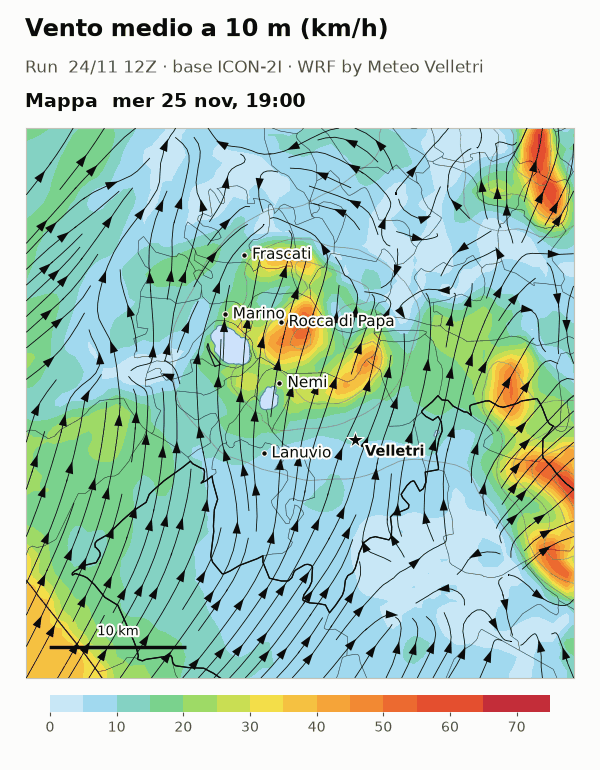 Vento medio a 10 m (km/h)
Run  24/11 12Z · base ICON-2I · WRF by Meteo Velletri
Mappa  mer 25 nov, 19:00
Frascati
Marino
Rocca di Papa
Nemi
Velletri
Lanuvio
10 km
0 10 20 30 40 50 60 70